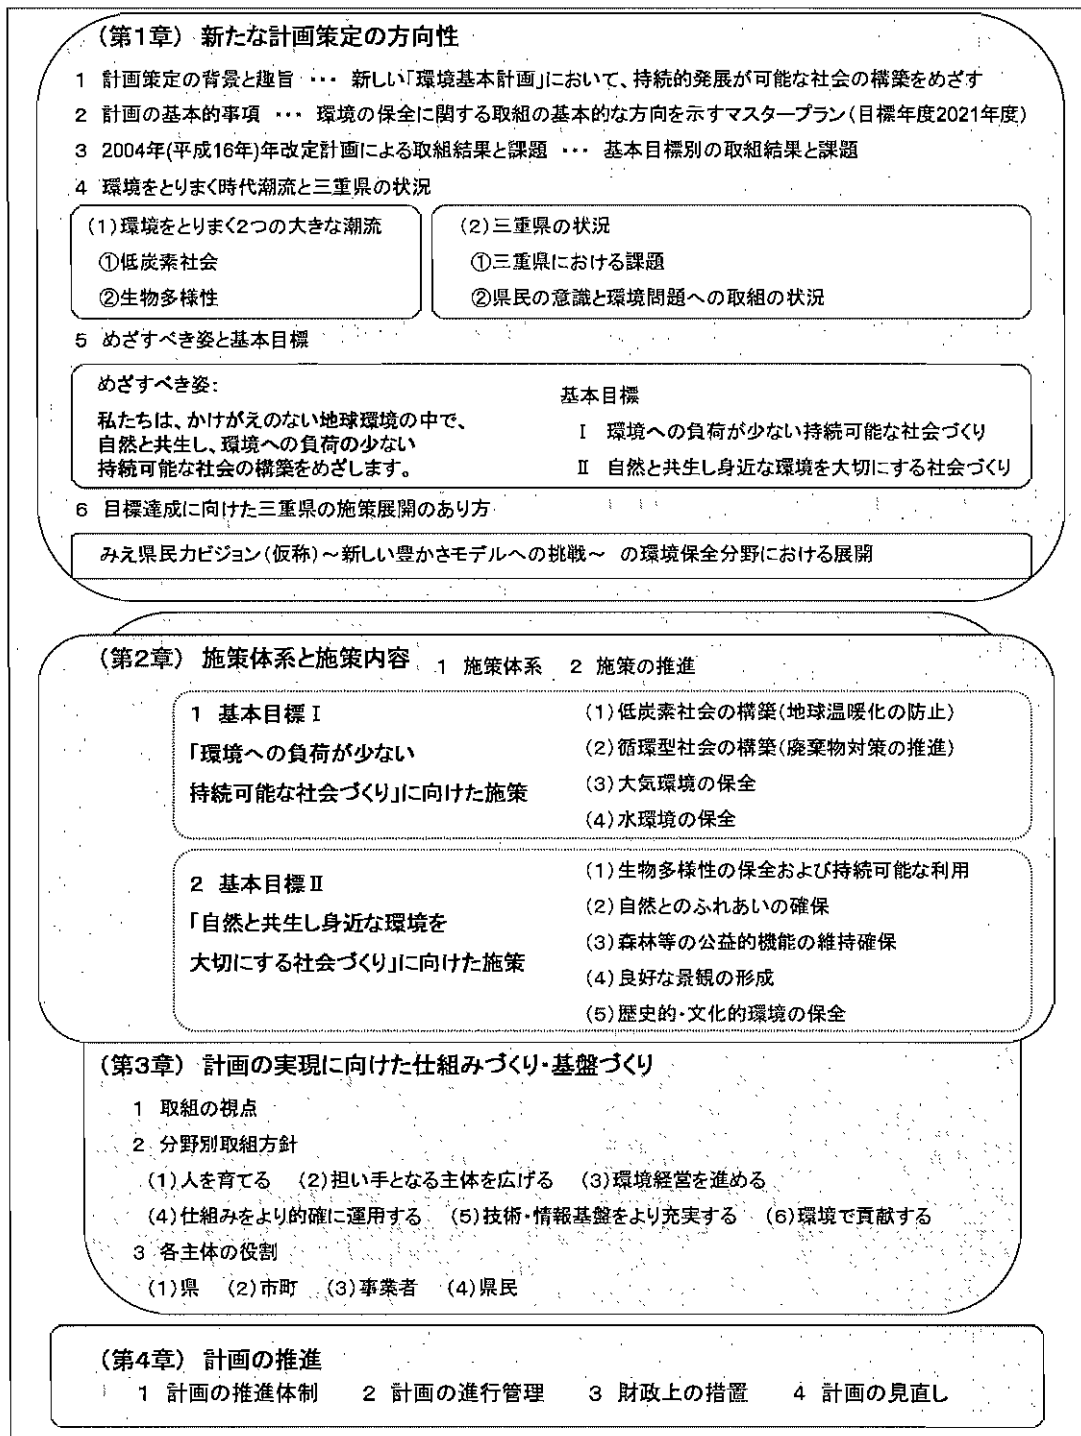 (第1章) 新たな計画策定の方向性
1 計画策定の背景と趣旨 ･･･ 新しい「環境基本計画」において、持続的発展が可能な社会の構築をめざす
2 計画の基本的事項 ･･･ 環境の保全に関する取組の基本的な方向を示すマスタープラン(目標年度2021年度)
3 2004年(平成16年)年改定計画による取組結果と課題 ･･･ 基本目標別の取組結果と課題
4 環境をとりまく時代潮流と三重県の状況
(1)環境をとりまく2つの大きな潮流
①低炭素社会
②生物多様性
(2)三重県の状況
①三重県における課題
②県民の意識と環境問題への取組の状況
5 めざすべき姿と基本目標
めざすべき姿:
私たちは、かけがえのない地球環境の中で、
自然と共生し、環境への負荷の少ない
持続可能な社会の構築をめざします。
基本目標
Ⅰ 環境への負荷が少ない持続可能な社会づくり
Ⅱ 自然と共生し身近な環境を大切にする社会づくり
6 目標達成に向けた三重県の施策展開のあり方
みえ県民力ビジョン(仮称)～新しい豊かさモデルへの挑戦～ の環境保全分野における展開
(第2章) 施策体系と施策内容 1 施策体系 2 施策の推進
1 基本目標Ⅰ
「環境への負荷が少ない
持続可能な社会づくり」に向けた施策
(1)低炭素社会の構築(地球温暖化の防止)
(2)循環型社会の構築(廃棄物対策の推進)
(3)大気環境の保全
(4)水環境の保全
2 基本目標Ⅱ
「自然と共生し身近な環境を
大切にする社会づくり」に向けた施策
(1)生物多様性の保全および持続可能な利用
(2)自然とのふれあいの確保
(3)森林等の公益的機能の維持確保
(4)良好な景観の形成
(5)歴史的･文化的環境の保全
(第3章) 計画の実現に向けた仕組みづくり･基盤づくり
1 取組の視点
2 分野別取組方針
(1)人を育てる (2)担い手となる主体を広げる (3)環境経営を進める
(4)仕組みをより的確に運用する (5)技術･情報基盤をより充実する (6)環境で貢献する
3 各主体の役割
(1)県 (2)市町 (3)事業者 (4)県民
(第4章) 計画の推進
1 計画の推進体制 2 計画の進行管理 3 財政上の措置 4 計画の見直し